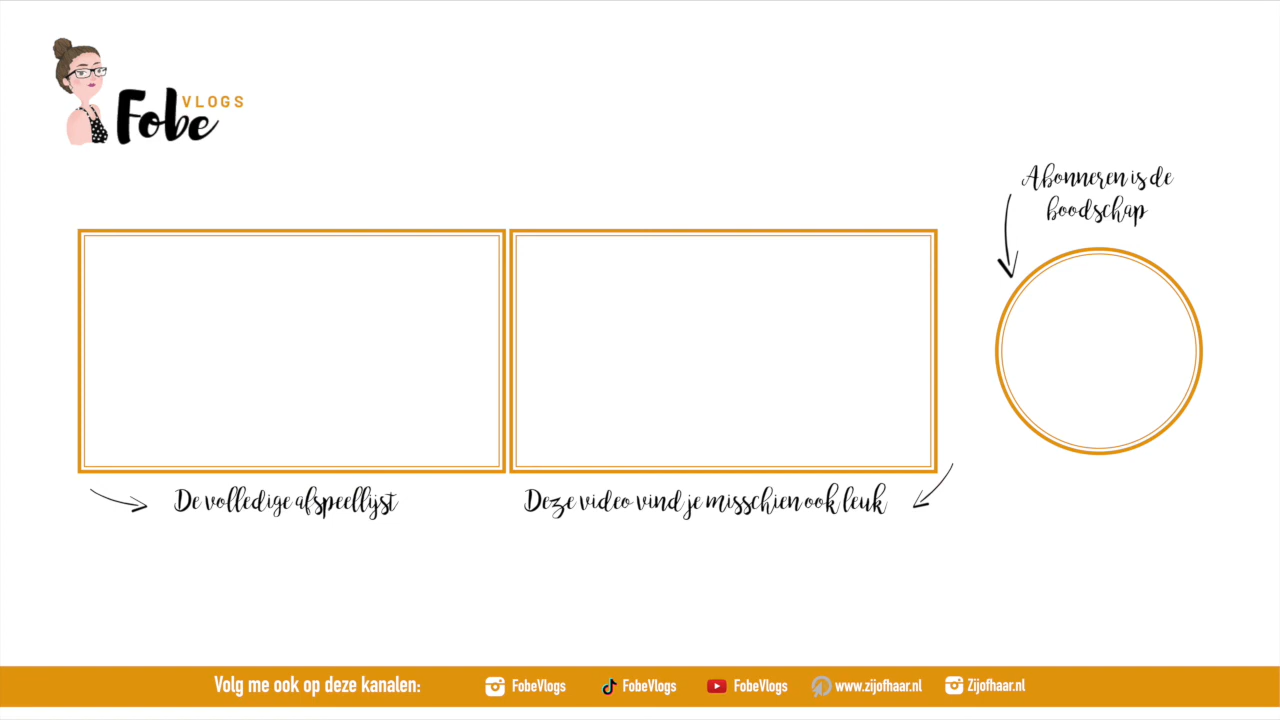 VLOGS
Fobe
Abonneren is de
boodschap
De volledige afspeellijst
Deze video vind je misschien ook leuk
Volg me ook op deze kanalen: FobeVlogs FobeVlogs FobeVlogs www.zijofhaar.nl Zijofhaar.nl